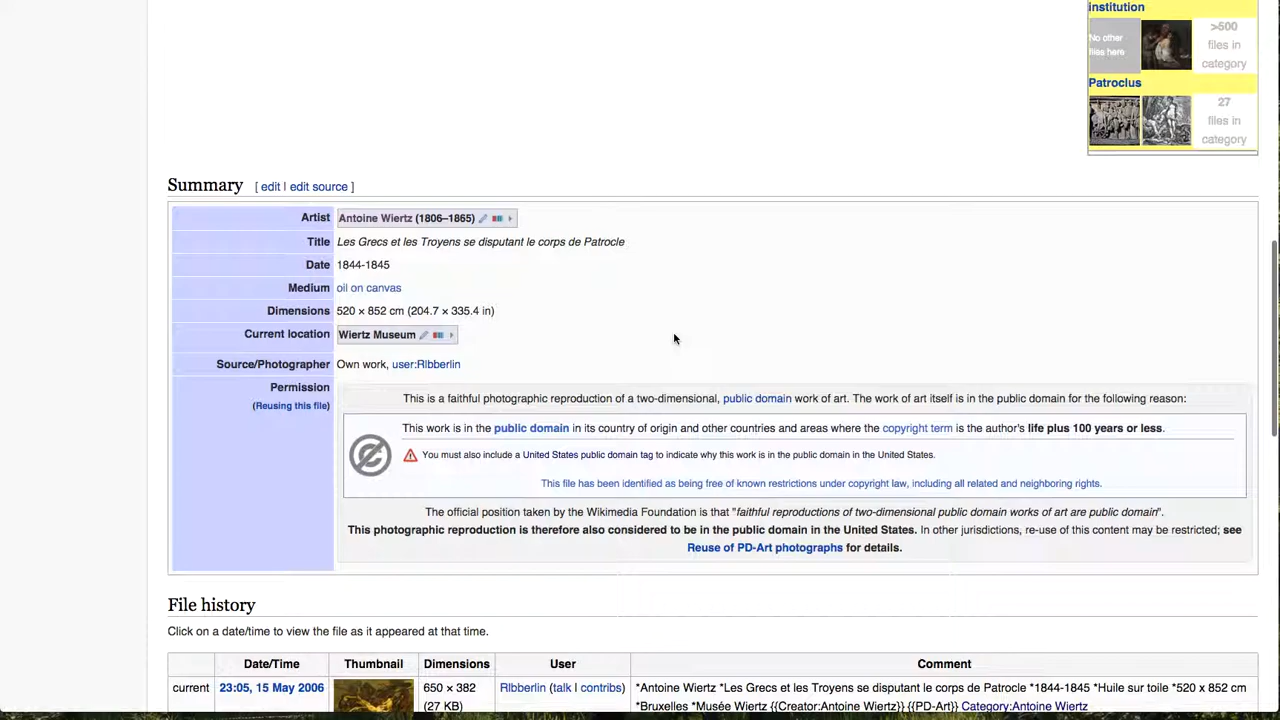 institution
No other
files here
>500
files in
category
Patroclus
27
files in
category
Summary [ edit | edit source ]
Artist Antoine Wiertz (1806–1865)
Title Les Grecs et les Troyens se disputant le corps de Patrocle
Date 1844-1845
Medium oil on canvas
Dimensions 520 × 852 cm (204.7 × 335.4 in)
Current location Wiertz Museum
Source/Photographer Own work, user:Rlbberlin
Permission
(Reusing this file)
This is a faithful photographic reproduction of a two-dimensional, public domain work of art. The work of art itself is in the public domain for the following reason:
This work is in the public domain in its country of origin and other countries and areas where the copyright term is the author's life plus 100 years or less.
You must also include a United States public domain tag to indicate why this work is in the public domain in the United States.
This file has been identified as being free of known restrictions under copyright law, including all related and neighboring rights.
The official position taken by the Wikimedia Foundation is that "faithful reproductions of two-dimensional public domain works of art are public domain".
This photographic reproduction is therefore also considered to be in the public domain in the United States. In other jurisdictions, re-use of this content may be restricted; see
Reuse of PD-Art photographs for details.
File history
Click on a date/time to view the file as it appeared at that time.
Date/Time Thumbnail Dimensions User Comment
current 23:05, 15 May 2006 650 × 382 Rlbberlin (talk | contribs) *Antoine Wiertz *Les Grecs et les Troyens se disputant le corps de Patrocle *1844-1845 *Huile sur toile *520 x 852 cm
(27 KB) *Bruxelles *Musée Wiertz {{Creator:Antoine Wiertz}} {{PD-Art}} Category:Antoine Wiertz